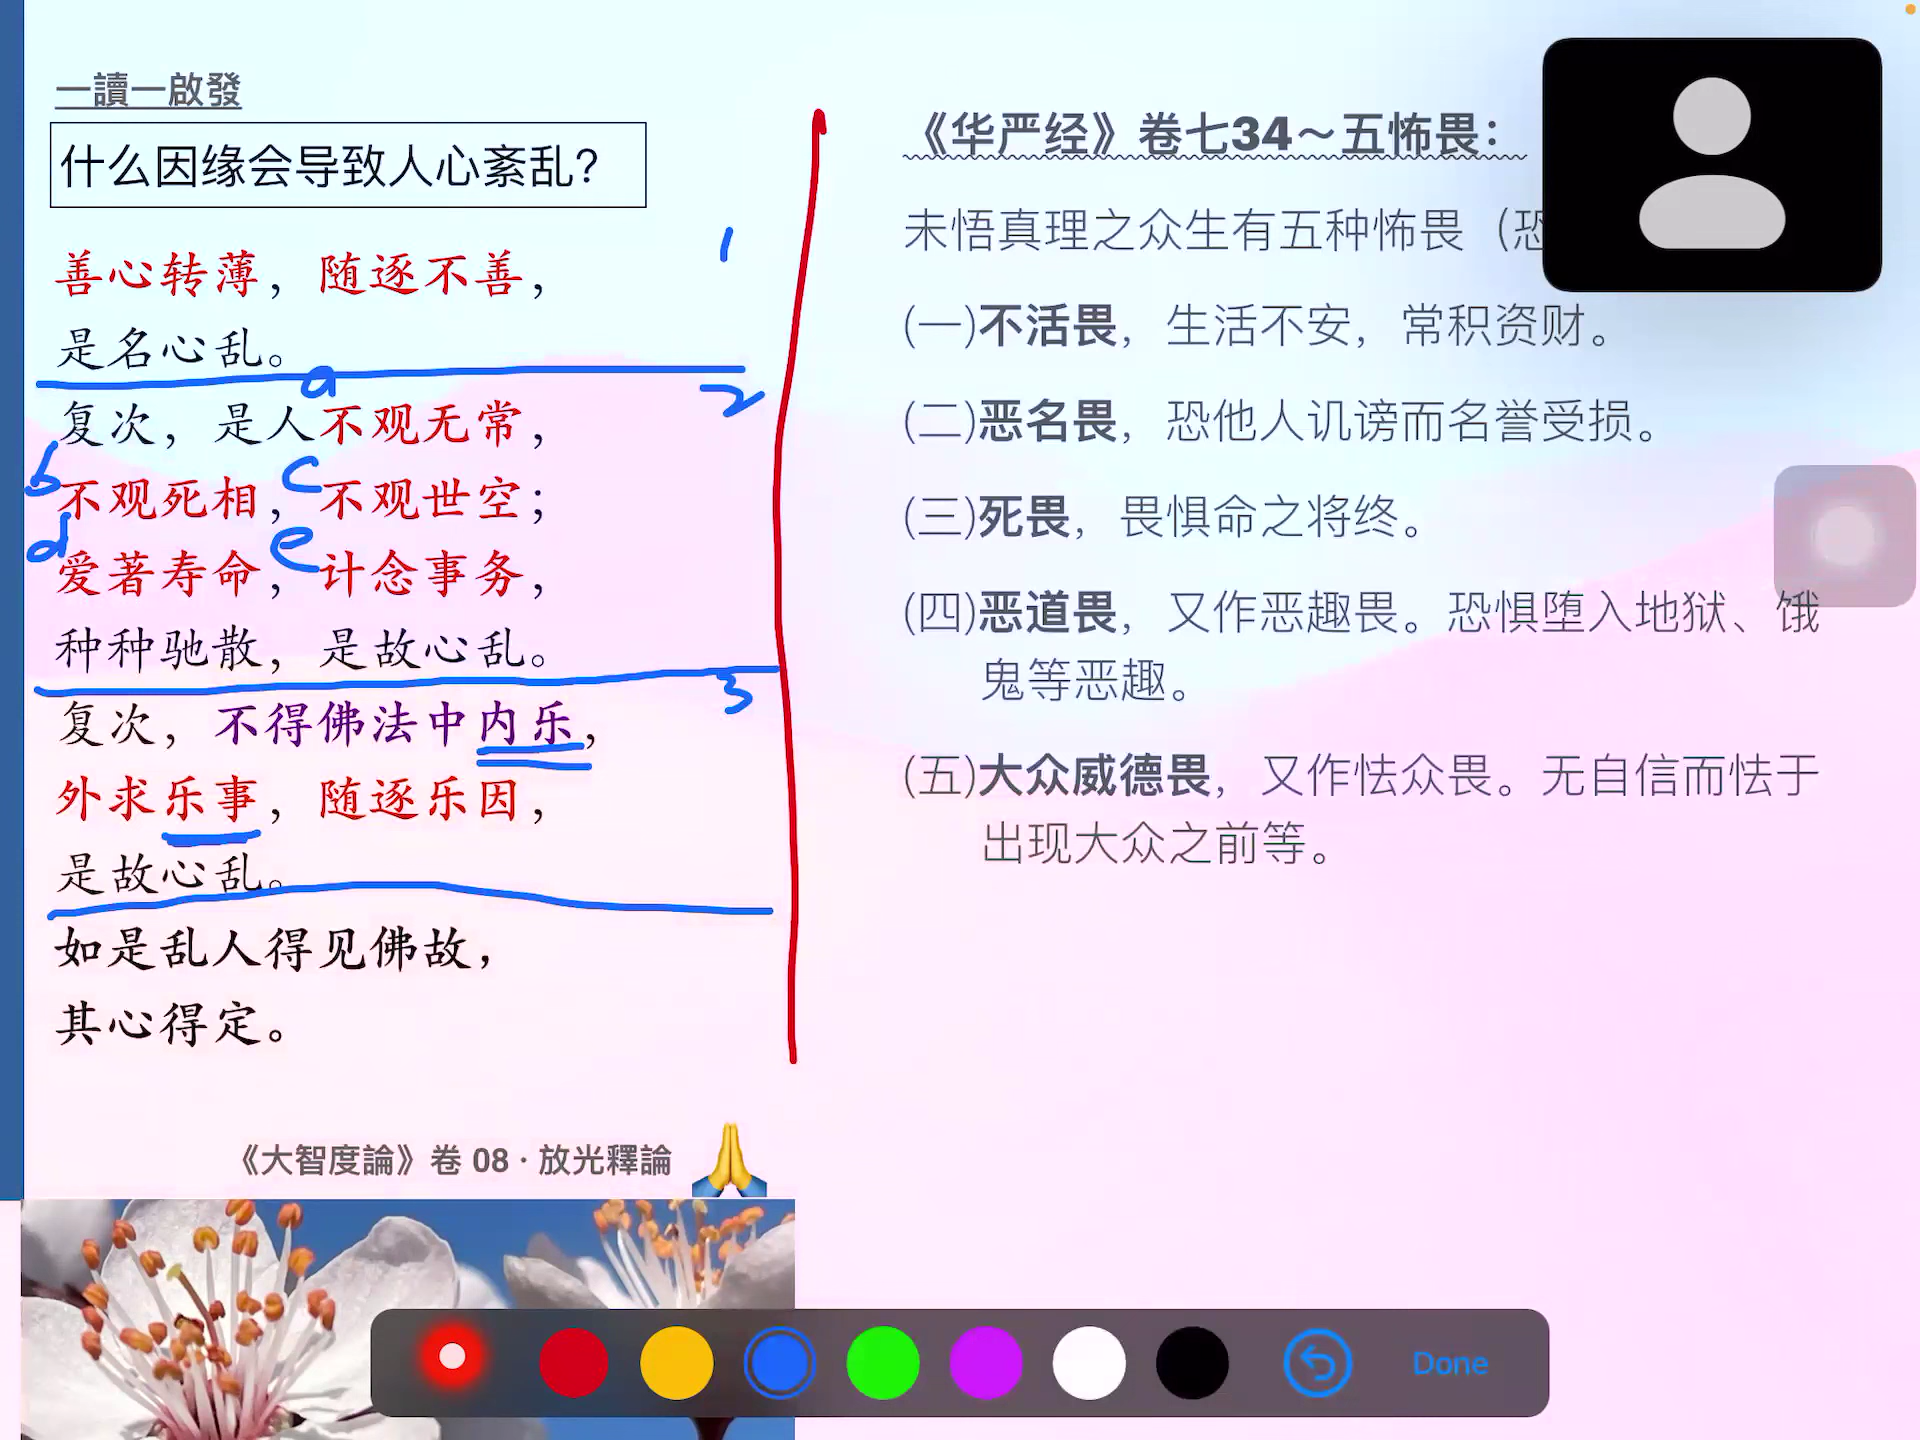 一讀一啟發
什么因缘会导致人心紊乱？
善心转薄，随逐不善，
1
是名心乱。
a
2
复次，是人不观无常，
b
c
不观死相，不观世空；
d
e
爱著寿命，计念事务，
种种驰散，是故心乱。
3
复次，不得佛法中内乐，
外求乐事，随逐乐因，
是故心乱。
如是乱人得见佛故，
其心得定。
《大智度論》卷 08 · 放光釋論
《华严经》卷七34～五怖畏：
未悟真理之众生有五种怖畏（恐
(一)不活畏，生活不安，常积资财。
(二)恶名畏，恐他人讥谤而名誉受损。
(三)死畏，畏惧命之将终。
(四)恶道畏，又作恶趣畏。恐惧堕入地狱、饿
鬼等恶趣。
(五)大众威德畏，又作怯众畏。无自信而怯于
出现大众之前等。
Done